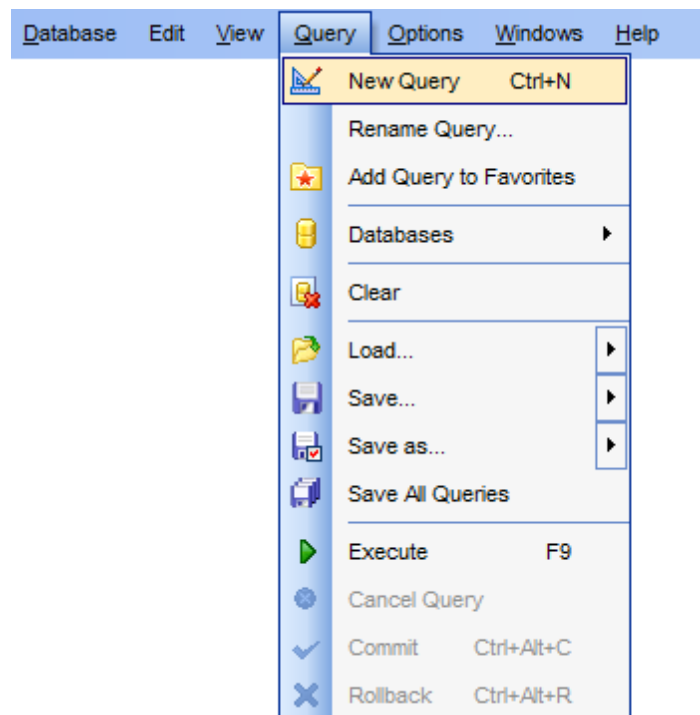 Database Edit View Query Options Windows Help
New Query Ctrl+N
Rename Query...
Add Query to Favorites
Databases
Clear
Load...
Save...
Save as...
Save All Queries
Execute F9
Cancel Query
Commit Ctrl+Alt+C
Rollback Ctrl+Alt+R